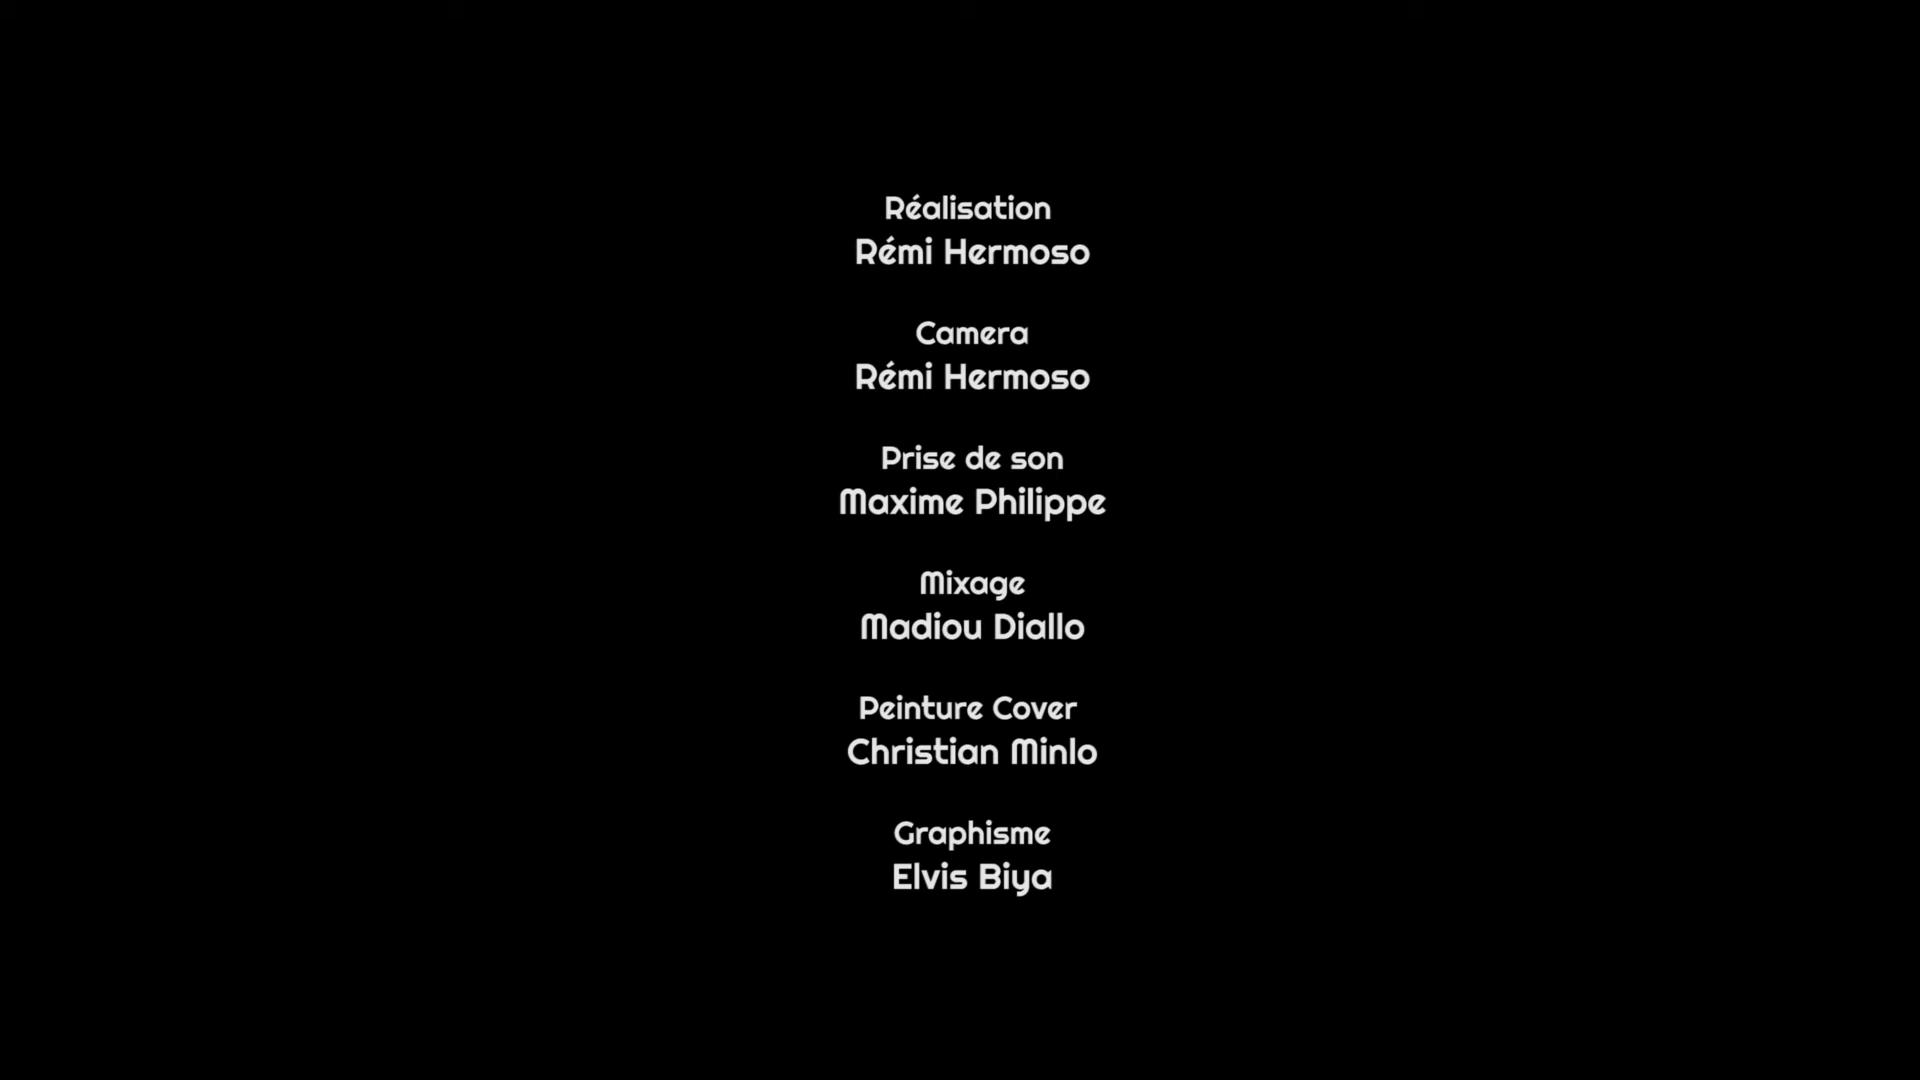 Réalisation
Rémi Hermoso
Camera
Rémi Hermoso
Prise de son
Maxime Philippe
Mixage
Madiou Diallo
Peinture Cover
Christian Minlo
Graphisme
Elvis Biya